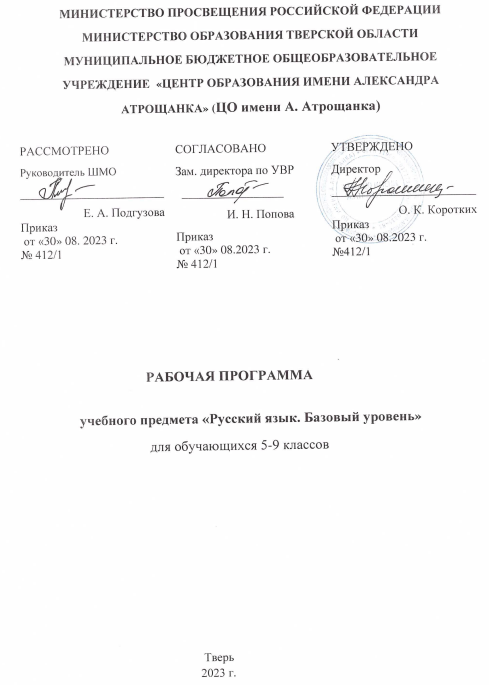 МИНИСТЕРСТВО ПРОСВЕЩЕНИЯ РОССИЙСКОЙ ФЕДЕРАЦИИ
МИНИСТЕРСТВО ОБРАЗОВАНИЯ ТВЕРСКОЙ ОБЛАСТИ
МУНИЦИПАЛЬНОЕ БЮДЖЕТНОЕ ОБЩЕОБРАЗОВАТЕЛЬНОЕ
УЧРЕЖДЕНИЕ «ЦЕНТР ОБРАЗОВАНИЯ ИМЕНИ АЛЕКСАНДРА
АТРОЩАНКА» (ЦО имени А. Атрощанка)
РАССМОТРЕНО
Руководитель ШМО
Е. А. Подгузова
Приказ
от «30» 08. 2023 г.
№ 412/1
СОГЛАСОВАНО
Зам. директора по УВР
И. Н. Попова
Приказ
от «30» 08. 2023 г.
№ 412/1
УТВЕРЖДЕНО
Директор
О. К. Коротких
Приказ
от «30» 08.2023 г.
№412/1
РАБОЧАЯ ПРОГРАММА
учебного предмета «Русский язык. Базовый уровень»
для обучающихся 5-9 классов
Тверь
2023 г.